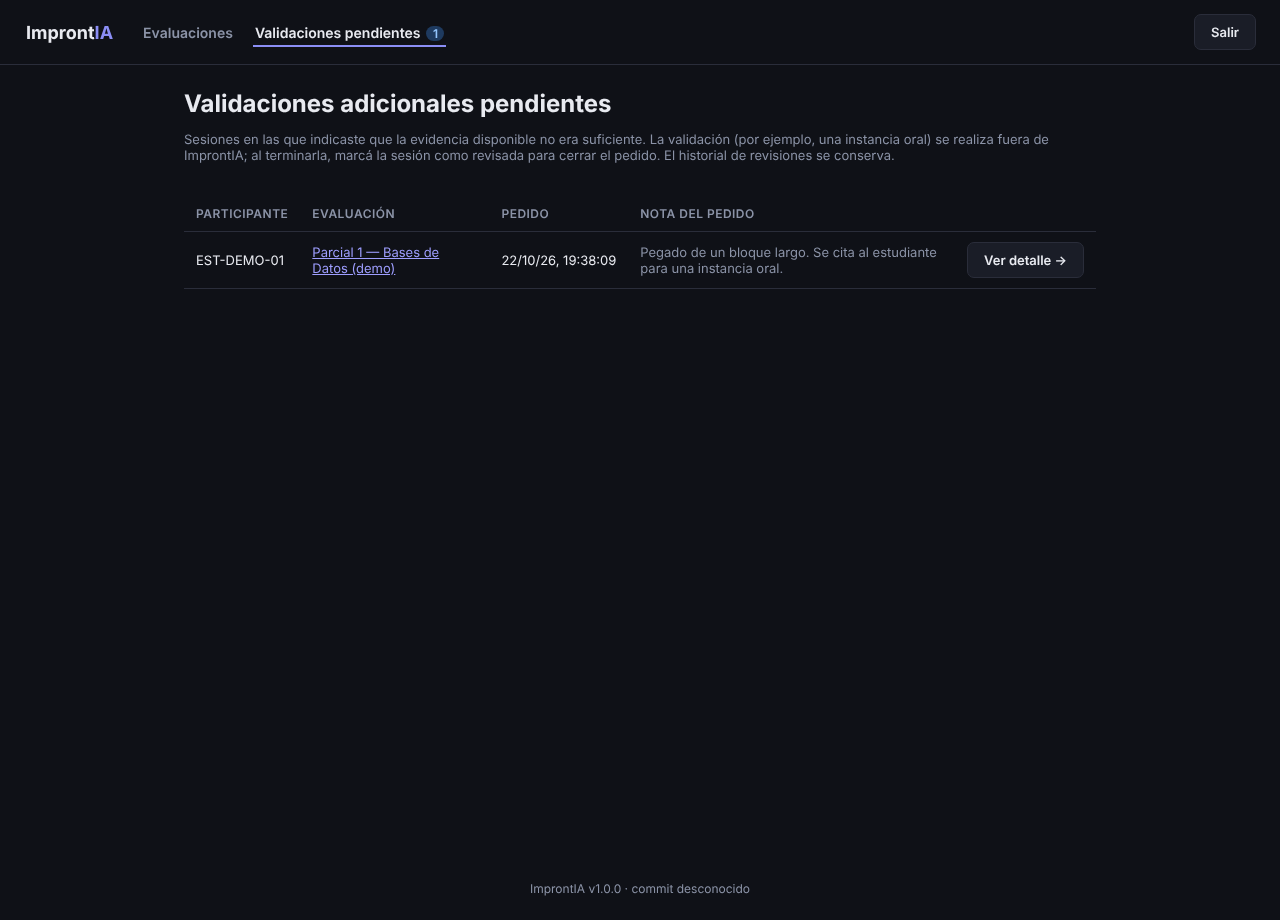 ImprontIA
Evaluaciones
Validaciones pendientes 1
Salir
Validaciones adicionales pendientes
Sesiones en las que indicaste que la evidencia disponible no era suficiente. La validación (por ejemplo, una instancia oral) se realiza fuera de
ImprontIA; al terminarla, marcá la sesión como revisada para cerrar el pedido. El historial de revisiones se conserva.
PARTICIPANTE EVALUACIÓN PEDIDO NOTA DEL PEDIDO
EST-DEMO-01
Parcial 1 — Bases de
Datos (demo)
22/10/26, 19:38:09
Pegado de un bloque largo. Se cita al estudiante
para una instancia oral.
Ver detalle →
ImprontIA v1.0.0 · commit desconocido